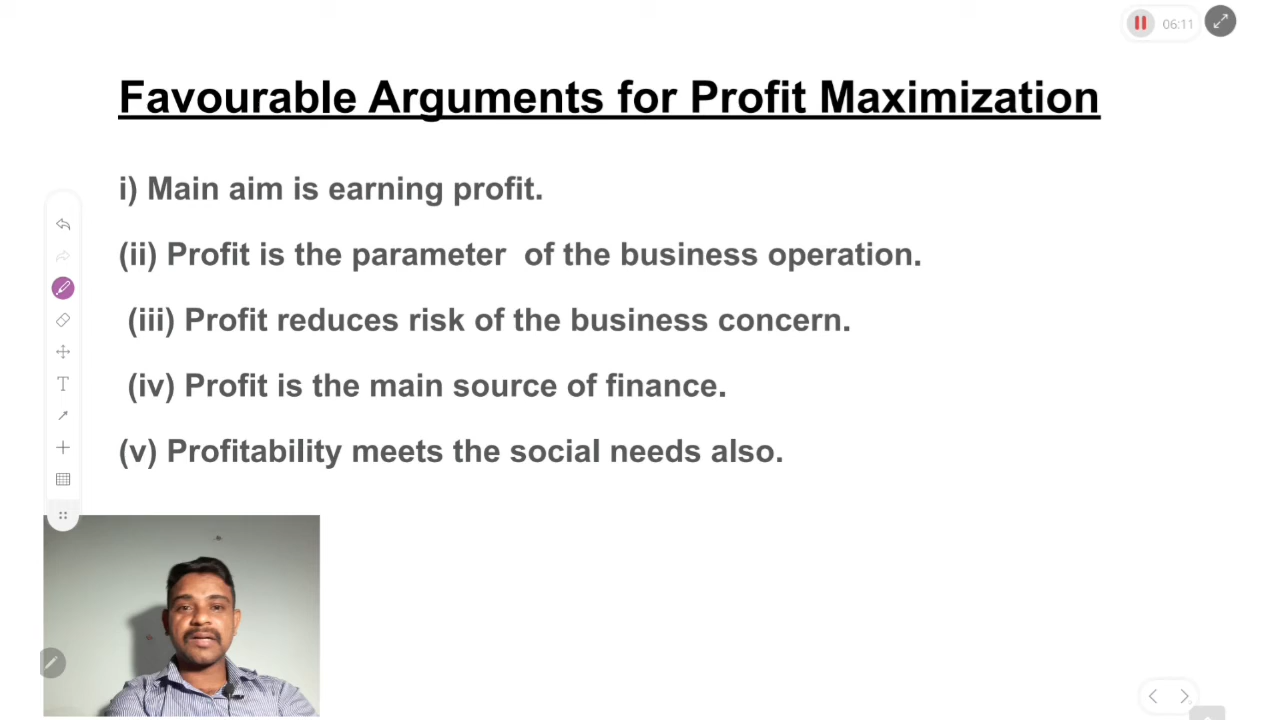 06:11
Favourable Arguments for Profit Maximization
i) Main aim is earning profit.
(ii) Profit is the parameter  of the business operation.
(iii) Profit reduces risk of the business concern.
(iv) Profit is the main source of finance.
(v) Profitability meets the social needs also.
T